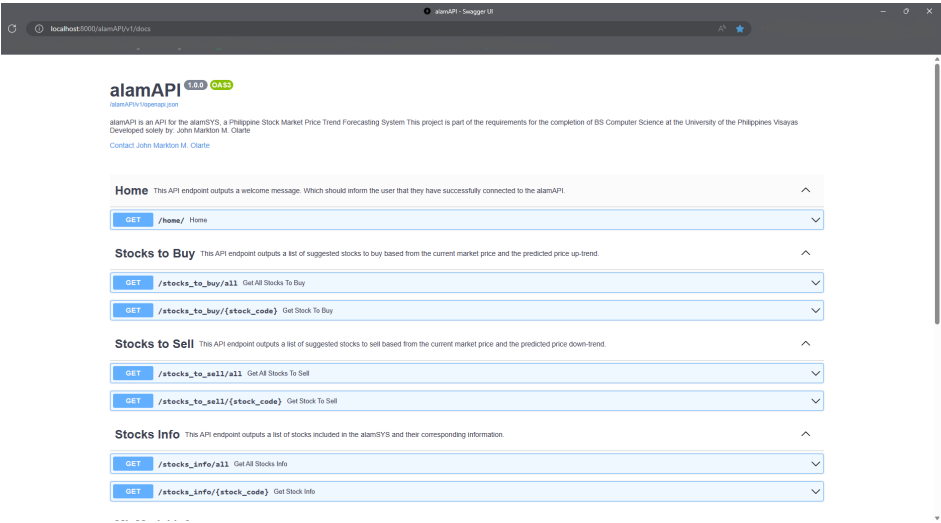 alamAPI - Swagger UI
localhost:8000/alamAPI/v1/docs
alamAPI 1.0.0 OAS3
/alamAPI/v1/openapi.json
alamAPI is an API for the alamSYS, a Philippine Stock Market Price Trend Forecasting System This project is part of the requirements for the completion of BS Computer Science at the University of the Philippines Visayas
Developed solely by: John Markton M. Olarte
Contact John Markton M. Olarte
Home This API endpoint outputs a welcome message. Which should inform the user that they have successfully connected to the alamAPI.
GET /home/ Home
Stocks to Buy This API endpoint outputs a list of suggested stocks to buy based from the current market price and the predicted price up-trend.
GET /stocks_to_buy/all Get All Stocks To Buy
GET /stocks_to_buy/{stock_code} Get Stock To Buy
Stocks to Sell This API endpoint outputs a list of suggested stocks to sell based from the current market price and the predicted price down-trend.
GET /stocks_to_sell/all Get All Stocks To Sell
GET /stocks_to_sell/{stock_code} Get Stock To Sell
Stocks Info This API endpoint outputs a list of stocks included in the alamSYS and their corresponding information.
GET /stocks_info/all Get All Stocks Info
GET /stocks_info/{stock_code} Get Stock Info